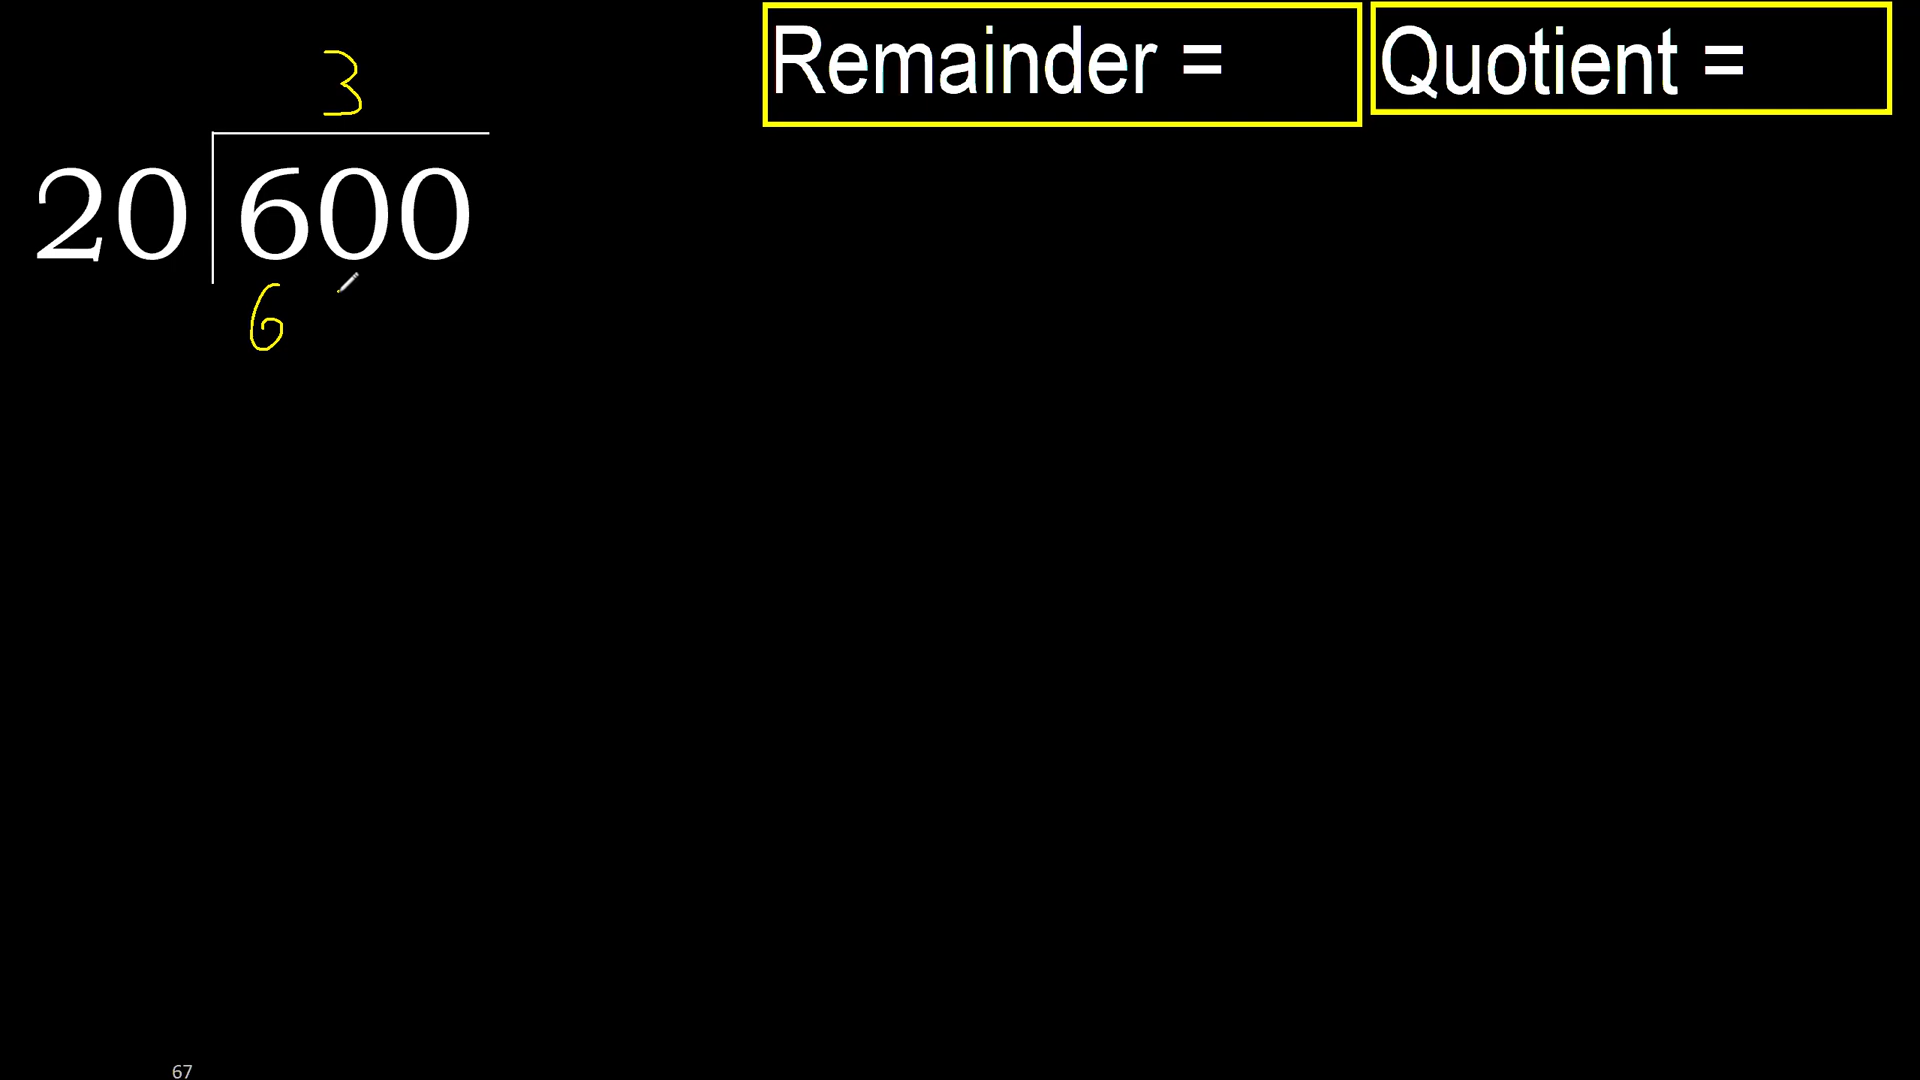 Remainder =
Quotient =
3
20 600
6
67